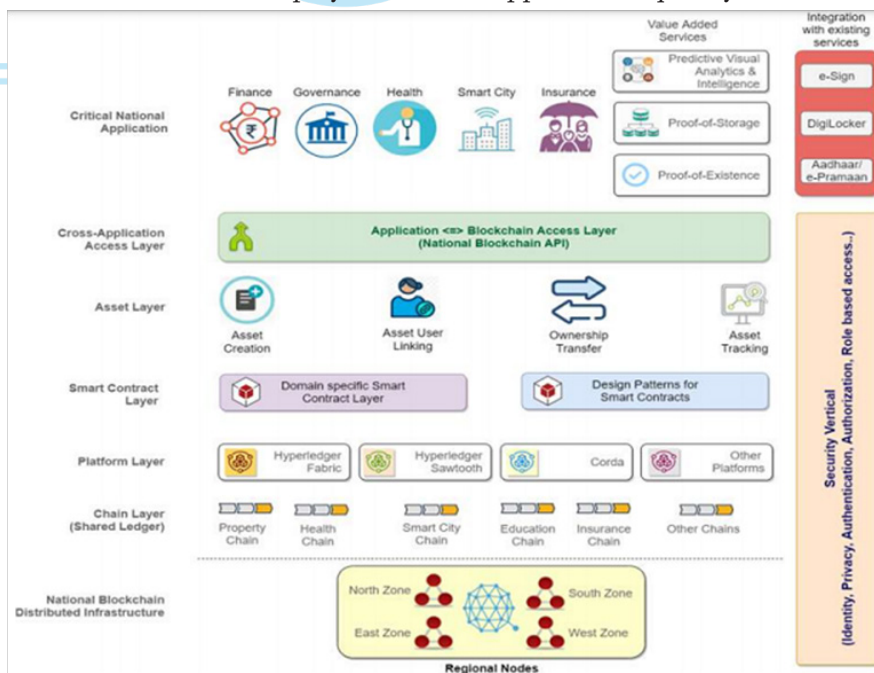 Value Added
Services
Integration
with existing
services
Predictive Visual
Analytics &
Intelligence
e-Sign
Finance
Governance
Health
Smart City
Insurance
Critical National
Application
₹
Proof-of-Storage
DigiLocker
Proof-of-Existence
Aadhaar/
e-Pramaan
Cross-Application
Access Layer
Application <=> Blockchain Access Layer
(National Blockchain API)
Asset Layer
Asset
Creation
Asset User
Linking
Ownership
Transfer
Asset
Tracking
Smart Contract
Layer
Domain specific Smart
Contract Layer
Design Patterns for
Smart Contracts
Platform Layer
Hyperledger
Fabric
Hyperledger
Sawtooth
Corda
Other
Platforms
Chain Layer
(Shared Ledger)
Property
Chain
Health
Chain
Smart City
Chain
Education
Chain
Insurance
Chain
Other Chains
National Blockchain
Distributed Infrastructure
North Zone
South Zone
East Zone
West Zone
Regional Nodes
Security Vertical
(Identity, Privacy, Authentication, Authorization, Role based access..)